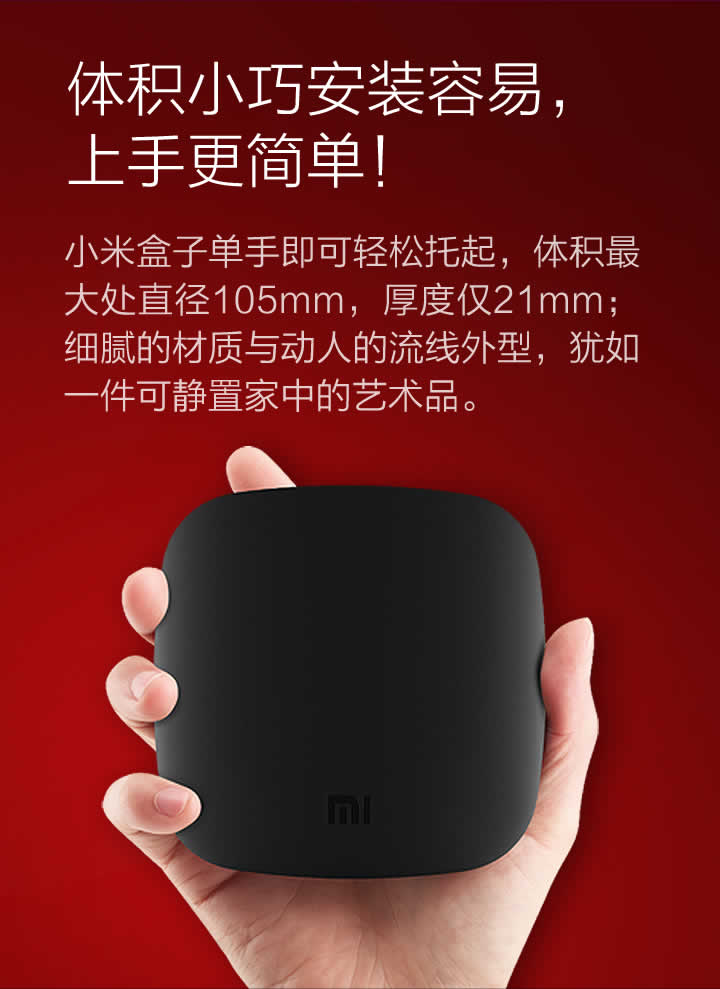 体积小巧安装容易，
上手更简单！
小米盒子单手即可轻松托起，体积最
大处直径105mm，厚度仅21mm；
细腻的材质与动人的流线外型，犹如
一件可静置家中的艺术品。
mi